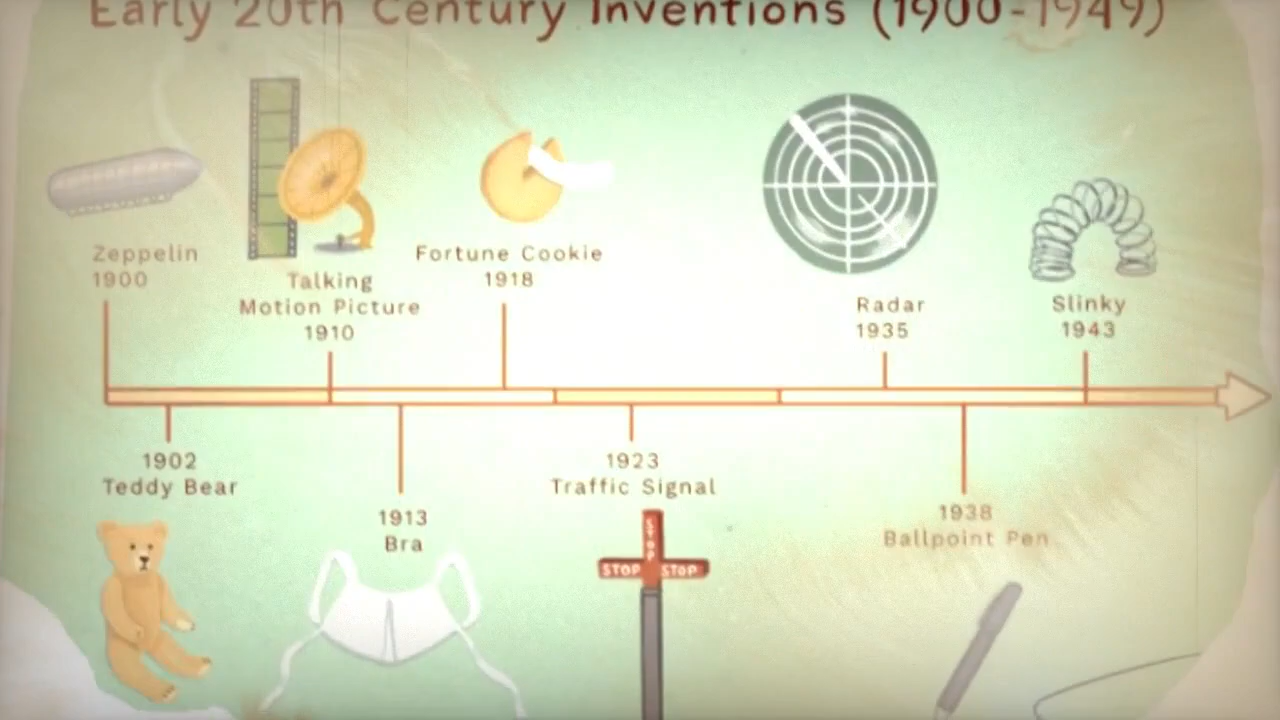 Early 20th Century Inventions (1900-1949)
Zeppelin
1900
Talking
Motion Picture
1910
Fortune Cookie
1918
Radar
1935
Slinky
1943
1902
Teddy Bear
1913
Bra
1923
Traffic Signal
1938
Ballpoint Pen
STOP
STOP STOP